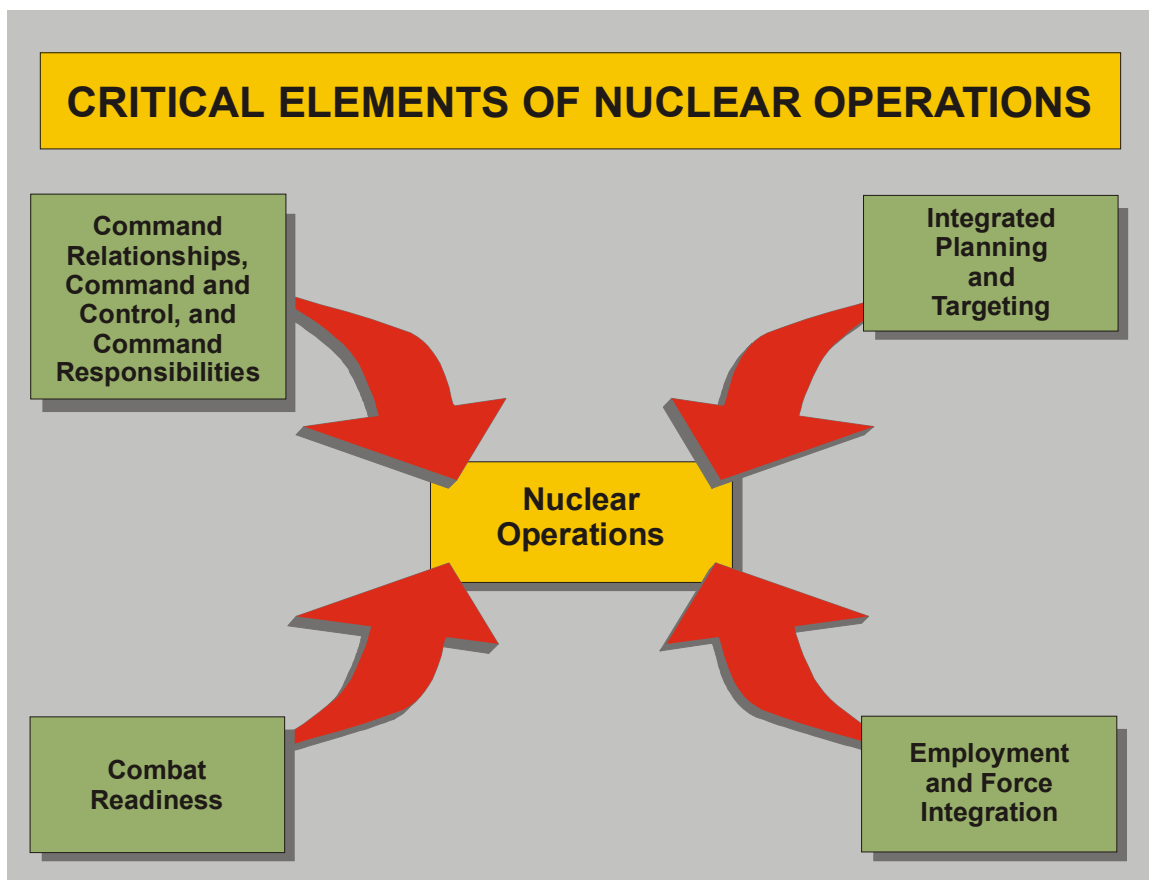 CRITICAL ELEMENTS OF NUCLEAR OPERATIONS
Command
Relationships,
Command and
Control, and
Command
Responsibilities
Integrated
Planning
and
Targeting
Nuclear
Operations
Combat
Readiness
Employment
and Force
Integration